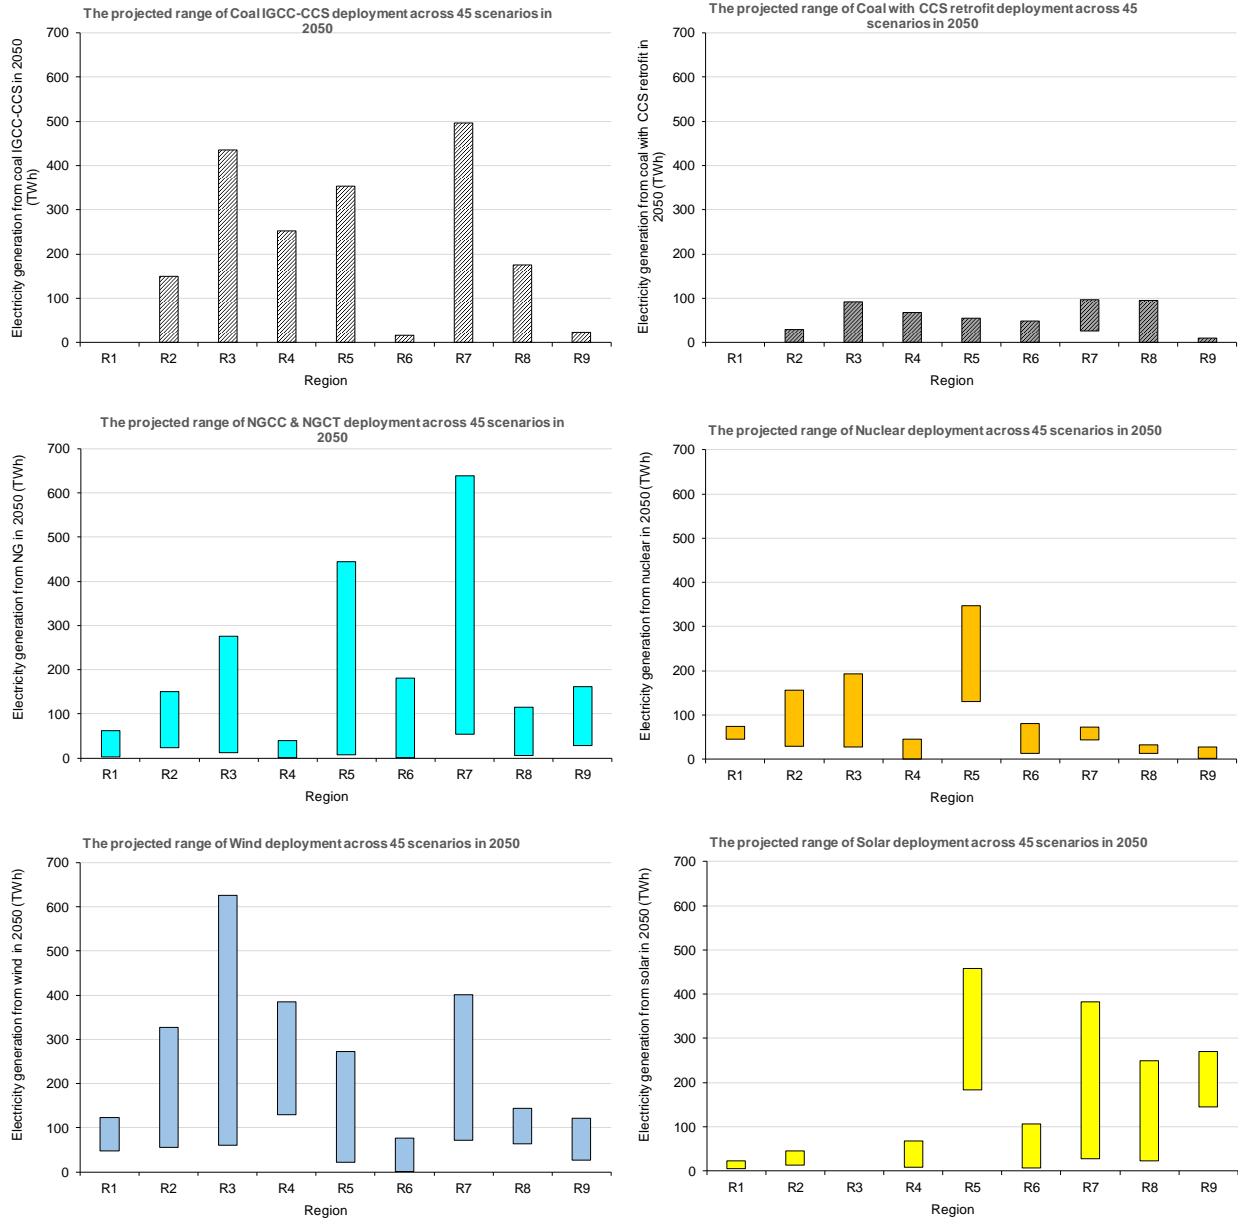 The projected range of Coal IGCC-CCS deployment across 45 scenarios in
2050
Electricity generation from coal IGCC-CCS in 2050
(TWh)
700
600
500
400
300
200
100
0
R1 R2 R3 R4 R5 R6 R7 R8 R9
Region
The projected range of Coal with CCS retrofit deployment across 45
scenarios in 2050
Electricity generation from coal with CCS retrofit in
2050 (TWh)
700
600
500
400
300
200
100
0
R1 R2 R3 R4 R5 R6 R7 R8 R9
Region
The projected range of NGCC & NGCT deployment across 45 scenarios in
2050
Electricity generation from NG in 2050 (TWh)
700
600
500
400
300
200
100
0
R1 R2 R3 R4 R5 R6 R7 R8 R9
Region
The projected range of Nuclear deployment across 45 scenarios in 2050
Electricity generation from nuclear in 2050 (TWh)
700
600
500
400
300
200
100
0
R1 R2 R3 R4 R5 R6 R7 R8 R9
Region
The projected range of Wind deployment across 45 scenarios in 2050
Electricity generation from wind in 2050 (TWh)
700
600
500
400
300
200
100
0
R1 R2 R3 R4 R5 R6 R7 R8 R9
Region
The projected range of Solar deployment across 45 scenarios in 2050
Electricity generation from solar in 2050 (TWh)
700
600
500
400
300
200
100
0
R1 R2 R3 R4 R5 R6 R7 R8 R9
Region